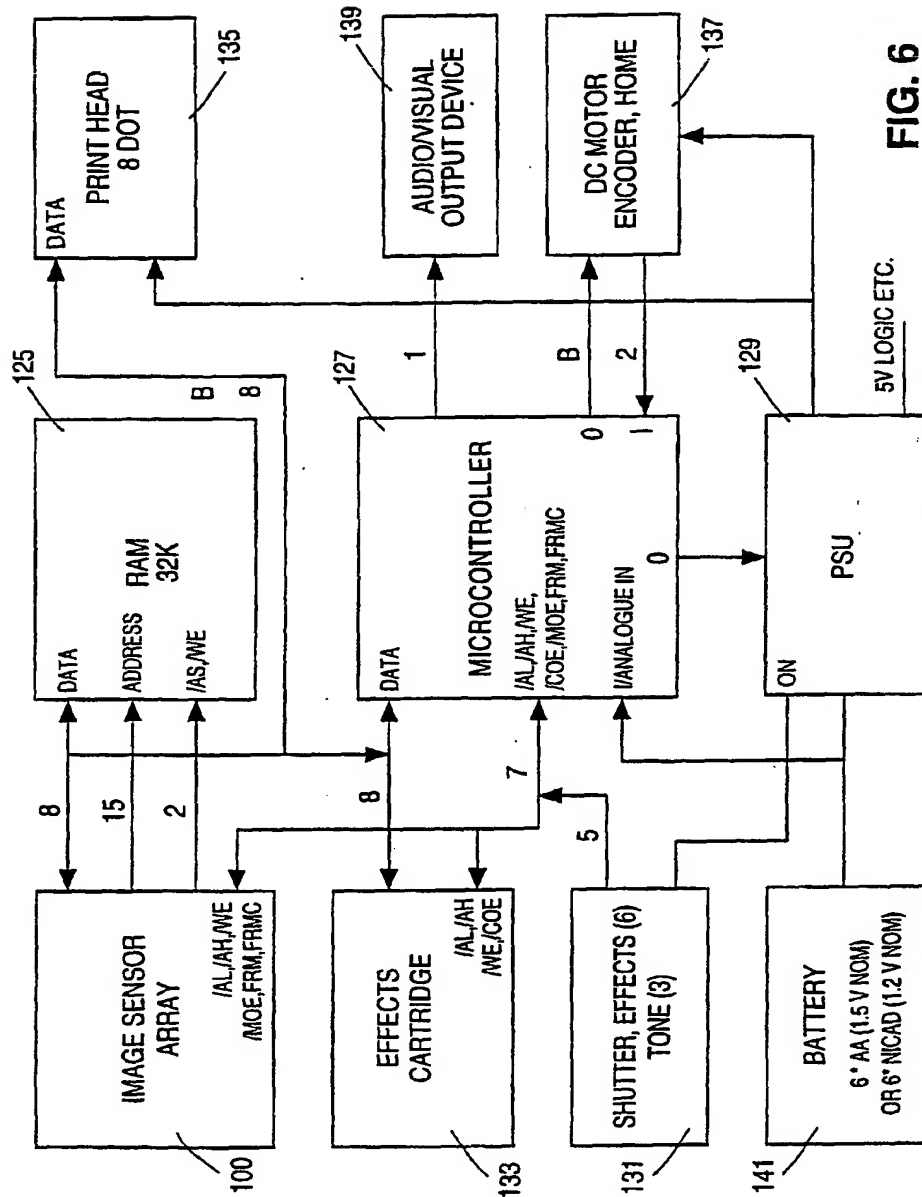 100
IMAGE SENSOR
ARRAY
/AL,/AH,/WE
/MOE,FRM,FRMC
8
15
2
125
DATA
ADDRESS
/AS,/WE
RAM
32K
B
8
DATA
PRINT HEAD
8 DOT
135
133
EFFECTS
CARTRIDGE
/AL,/AH
/WE,/COE
8
7
127
DATA
MICROCONTROLLER
/AL,/AH,/WE,
/COE,/MOE,FRM,FRMC
I/ANALOGUE IN
0
0
I
1
B
2
139
AUDIO/VISUAL
OUTPUT DEVICE
DC MOTOR
ENCODER, HOME
137
131
SHUTTER, EFFECTS (6)
TONE (3)
5
141
BATTERY
6* AA (1.5 V NOM)
OR 6* NICAD (1.2 V NOM)
ON
PSU
129
5V LOGIC ETC.
FIG. 6